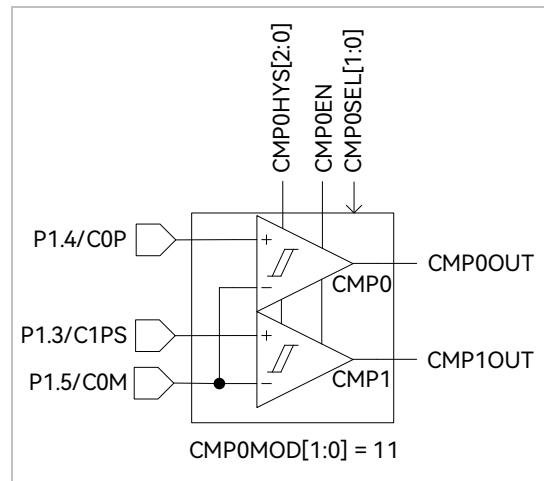 CMP0HYS[2:0]
CMP0EN
CMP0SEL[1:0]
P1.4/C0P
+
-
CMP0
CMP0OUT
P1.3/C1PS
+
P1.5/C0M
-
CMP1
CMP1OUT
CMP0MOD[1:0] = 11